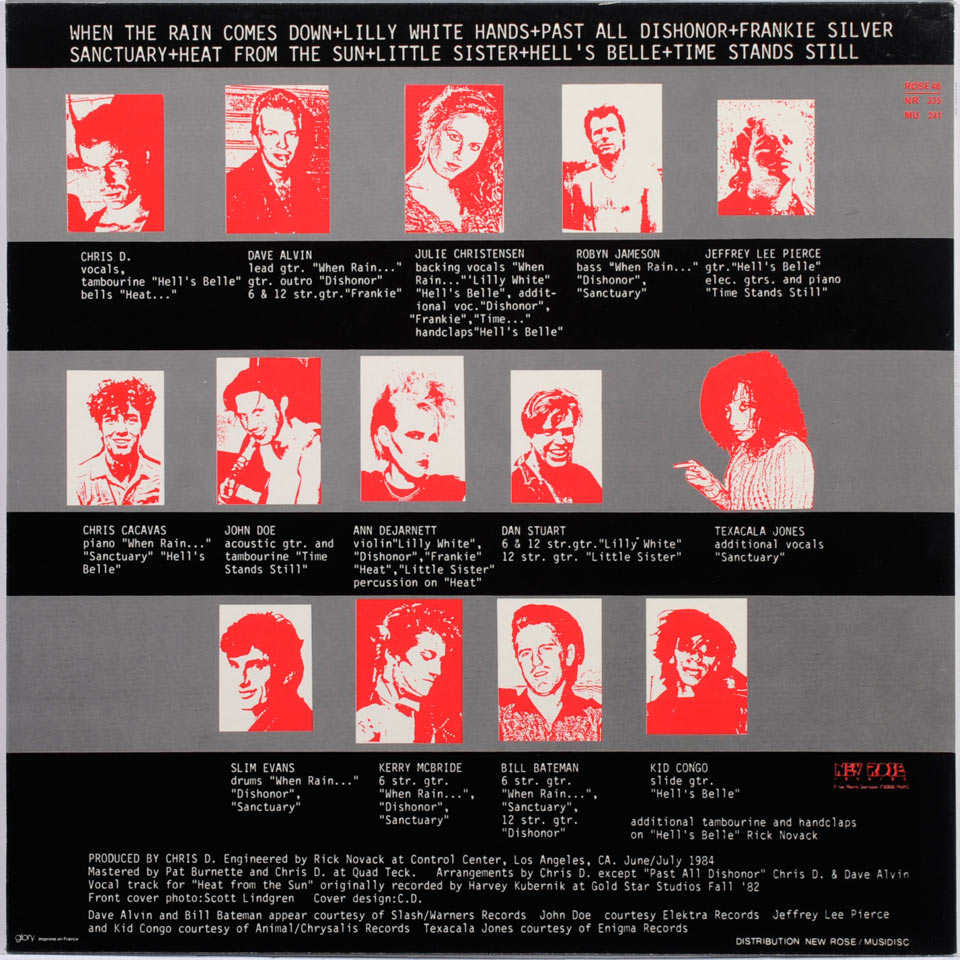 WHEN THE RAIN COMES DOWN+LILLY WHITE HANDS+PAST ALL DISHONOR+FRANKIE SILVER
SANCTUARY+HEAT FROM THE SUN+LITTLE SISTER+HELL'S BELLE+TIME STANDS STILL
ROSE 46
NR 335
MU 241
CHRIS D.
vocals,
tambourine "Hell's Belle"
bells "Heat..."
DAVE ALVIN
lead gtr. "When Rain..."
gtr. outro "Dishonor"
6 & 12 str.gtr."Frankie"
JULIE CHRISTENSEN
backing vocals "When
Rain..."'Lilly White"
"Hell's Belle", addit-
ional voc."Dishonor",
"Frankie","Time..."
handclaps"Hell's Belle"
ROBYN JAMESON
bass "When Rain..."
"Dishonor",
"Sanctuary"
JEFFREY LEE PIERCE
gtr."Hell's Belle"
elec. gtrs. and piano
"Time Stands Still"
CHRIS CACAVAS
piano "When Rain..."
"Sanctuary" "Hell's
Belle"
JOHN DOE
acoustic gtr. and
tambourine "Time
Stands Still"
ANN DEJARNETT
violin"Lilly White",
"Dishonor","Frankie"
"Heat","Little Sister"
percussion on "Heat"
DAN STUART
6 & 12 str.gtr."Lilly White"
12 str. gtr. "Little Sister"
TEXACALA JONES
additional vocals
"Sanctuary"
SLIM EVANS
drums "When Rain..."
"Dishonor",
"Sanctuary"
KERRY MCBRIDE
6 str. gtr.
"When Rain...",
"Dishonor",
"Sanctuary"
BILL BATEMAN
6 str. gtr.
"When Rain...",
"Sanctuary",
12 str. gtr.
"Dishonor"
KID CONGO
slide gtr.
"Hell's Belle"
additional tambourine and handclaps
on "Hell's Belle" Rick Novack
NEW ROSE
PRODUCED BY CHRIS D. Engineered by Rick Novack at Control Center, Los Angeles, CA. June/July 1984
Mastered by Pat Burnette and Chris D. at Quad Teck. Arrangements by Chris D. except "Past All Dishonor" Chris D. & Dave Alvin
Vocal track for "Heat from the Sun" originally recorded by Harvey Kubernik at Gold Star Studios Fall '82
Front cover photo:Scott Lindgren Cover design:C.D.
Dave Alvin and Bill Bateman appear courtesy of Slash/Warners Records John Doe courtesy Elektra Records Jeffrey Lee Pierce
and Kid Congo courtesy of Animal/Chrysalis Records Texacala Jones courtesy of Enigma Records
glory Imprimé en France
DISTRIBUTION NEW ROSE / MUSIDISC